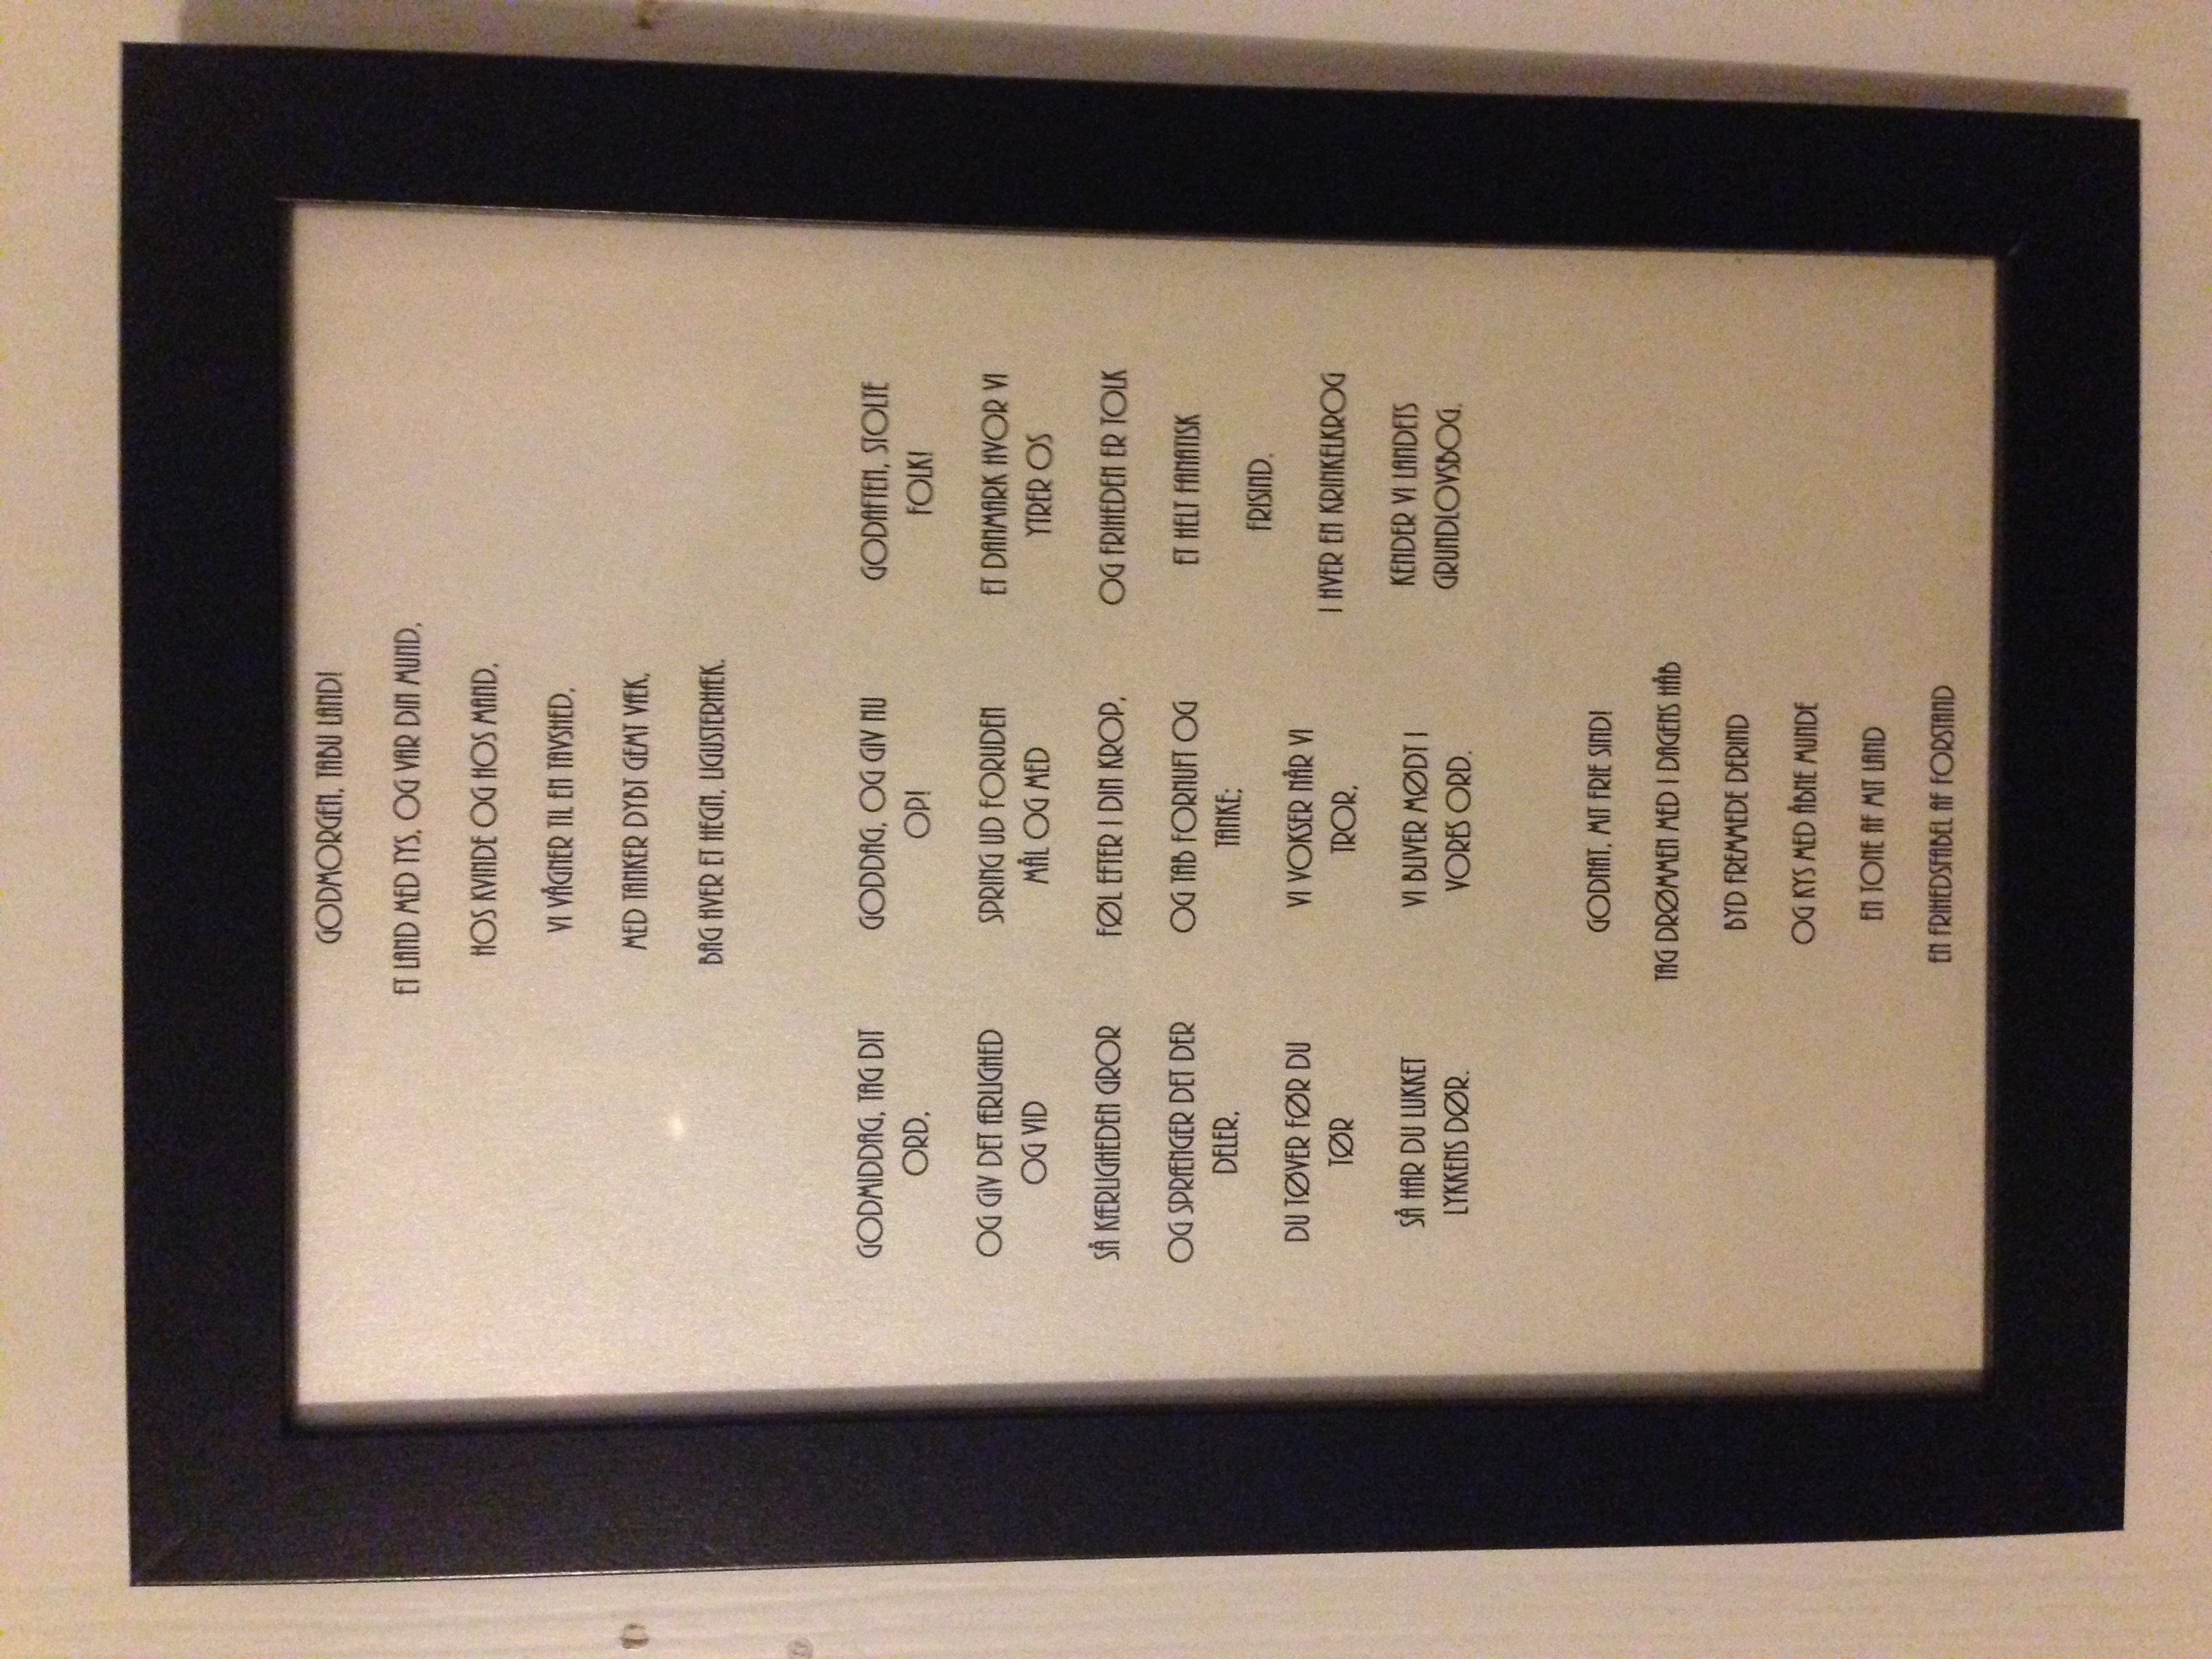 GODMORGEN, TABU LAND!
ET LAND MED TYS, OG VAR DIN MUND,
HOS KVINDE OG HOS MAND,
VI VÅGNER TIL EN TAVSHED,
MED TANKER DYBT GEMT VÆK,
BAG HVER ET HEGN, LIGUSTERHÆK.
GODMIDDAG, TAG DIT
ORD,
OG GIV DET ÆRLIGHED
OG VID
SÅ KÆRLIGHEDEN GROR
OG SPRÆNGER DET DER
DELER,
DU TØVER FØR DU
TØR
SÅ HAR DU LUKKET
LYKKENS DØR.
GODDAG, OG GIV NU
OP!
SPRING UD FORUDEN
MÅL OG MED
FØL EFTER I DIN KROP,
OG TAB FORNUFT OG
TANKE;
VI VOKSER NÅR VI
TROR,
VI BLIVER MØDT I
VORES ORD.
GODAFTEN, STOLTE
FOLK!
ET DANMARK HVOR VI
YTRER OS
OG FRIHEDEN ER TOLK
ET HELT FANATISK
FRISIND.
I HVER EN KRINKELKROG
KENDER VI LANDETS
GRUNDLOVSBOG.
GODNAT, MIT FRIE SIND!
TAG DRØMMEN MED I DAGENS HÅB
BYD FREMMEDE DERIND
OG KYS MED ÅBNE MUNDE
EN TONE AF MIT LAND
EN FRIHEDSFABEL AF FORSTAND